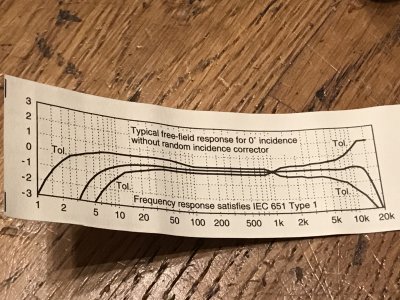 3
2
1
0
-1
-2
-3
Typical free-field response for 0° incidence
without random incidence corrector
Tol.
Tol.
Tol.
Tol.
Frequency response satisfies IEC 651 Type 1
1 2 5 10 20 50 100 200 500 1k 2k 5k 10k 20k